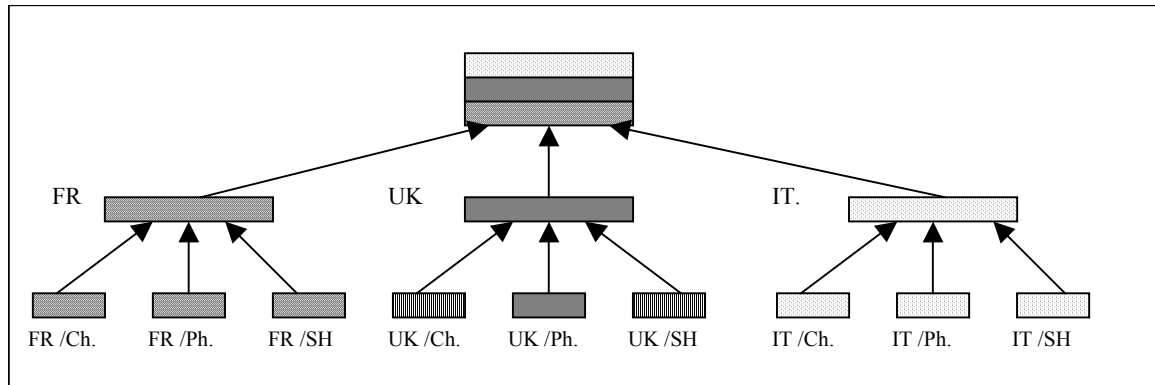 FR UK IT.
FR /Ch. FR /Ph. FR /SH UK /Ch. UK /Ph. UK /SH IT /Ch. IT /Ph. IT /SH